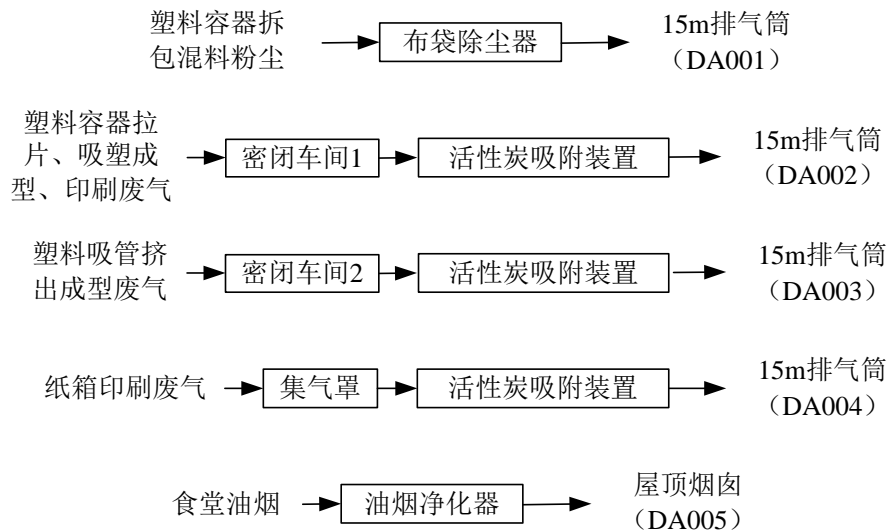 塑料容器拆
包混料粉尘
布袋除尘器
15m排气筒
（DA001）
塑料容器拉
片、吸塑成
型、印刷废气
密闭车间1
活性炭吸附装置
15m排气筒
（DA002）
塑料吸管挤
出成型废气
密闭车间2
活性炭吸附装置
15m排气筒
（DA003）
纸箱印刷废气
集气罩
活性炭吸附装置
15m排气筒
（DA004）
食堂油烟
油烟净化器
屋顶烟囱
（DA005）